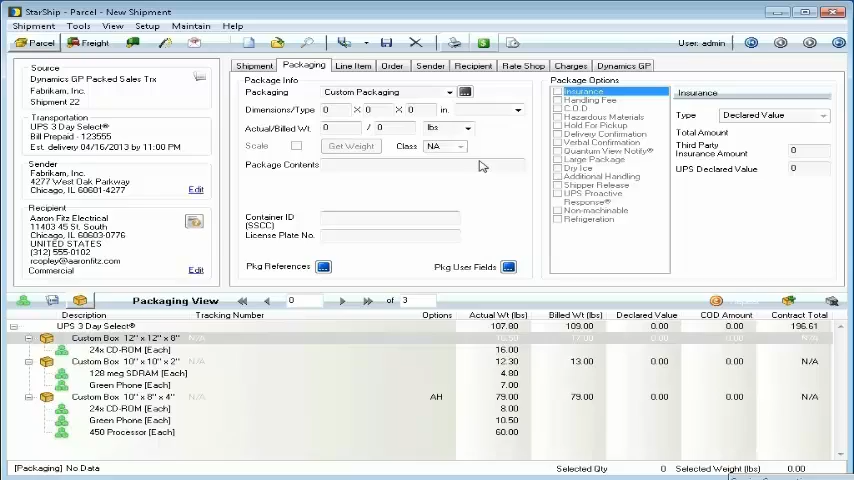 StarShip - Parcel - New Shipment
Shipment Tools View Setup Maintain Help
Parcel Freight User: admin
Source
Dynamics GP Packed Sales Trx
Fabrikam, Inc.
Shipment 22
Transportation
UPS 3 Day Select®
Bill Prepaid - 123555
Est. delivery 04/16/2013 by 11:00 PM
Sender
Fabrikam, Inc.
4277 West Oak Parkway
Chicago, IL 60601-4277 Edit
Recipient
Aaron Fitz Electrical
11403 45 St. South
Chicago, IL 60603-0776
UNITED STATES
(312) 555-0102
rcopley@aaronfitz.com
Commercial Edit
Shipment Packaging Line Item Order Sender Recipient Rate Shop Charges Dynamics GP
Package Info
Packaging Custom Packaging
Dimensions/Type 0 X 0 X 0 in.
Actual/Billed Wt. 0 / 0 lbs
Scale Get Weight Class NA
Package Contents
Container ID
(SSCC)
License Plate No.
Pkg References Pkg User Fields
Package Options
Insurance
Handling Fee
C.O.D
Hazardous Materials
Hold For Pickup
Delivery Confirmation
Verbal Confirmation
Quantum View Notify®
Large Package
Dry Ice
Additional Handling
Shipper Release
UPS Proactive
Response®
Non-machinable
Refrigeration
Insurance
Type Declared Value
Total Amount
Third Party
Insurance Amount 0
UPS Declared Value 0
Packaging View 0 of 3
Description Tracking Number Options Actual Wt (lbs) Billed Wt (lbs) Declared Value COD Amount Contract Total
UPS 3 Day Select® 107.80 109.00 0.00 0.00 196.61
Custom Box 12" x 12" x 8" N/A 16.50 17.00 0.00 0.00 N/A
24x CD-ROM [Each] 16.00
Custom Box 10" x 10" x 2" N/A 12.30 13.00 0.00 0.00 N/A
128 meg SDRAM [Each] 4.80
Green Phone [Each] 7.00
Custom Box 10" x 8" x 4" N/A AH 79.00 79.00 0.00 0.00 N/A
24x CD-ROM [Each] 8.00
Green Phone [Each] 10.50
450 Processor [Each] 60.00
[Packaging] No Data Selected Qty 0 Selected Weight (lbs) 0.00